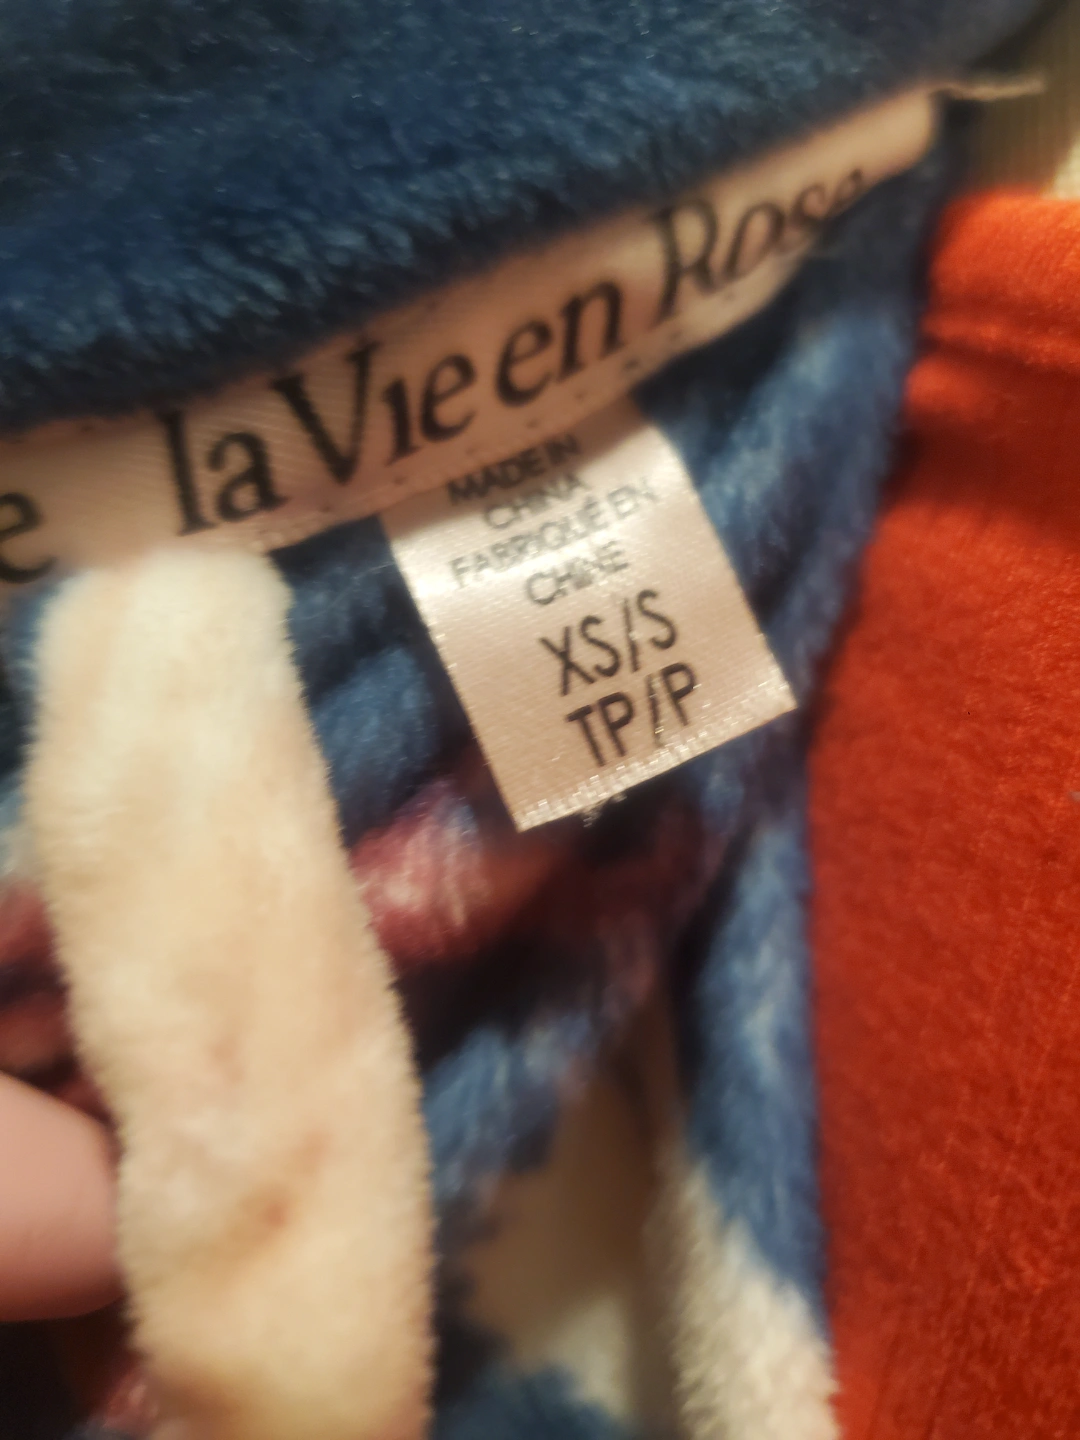 e la Vie en Rose
MADE IN
CHINA
FABRIQUÉ EN
CHINE
XS/S
TP/P